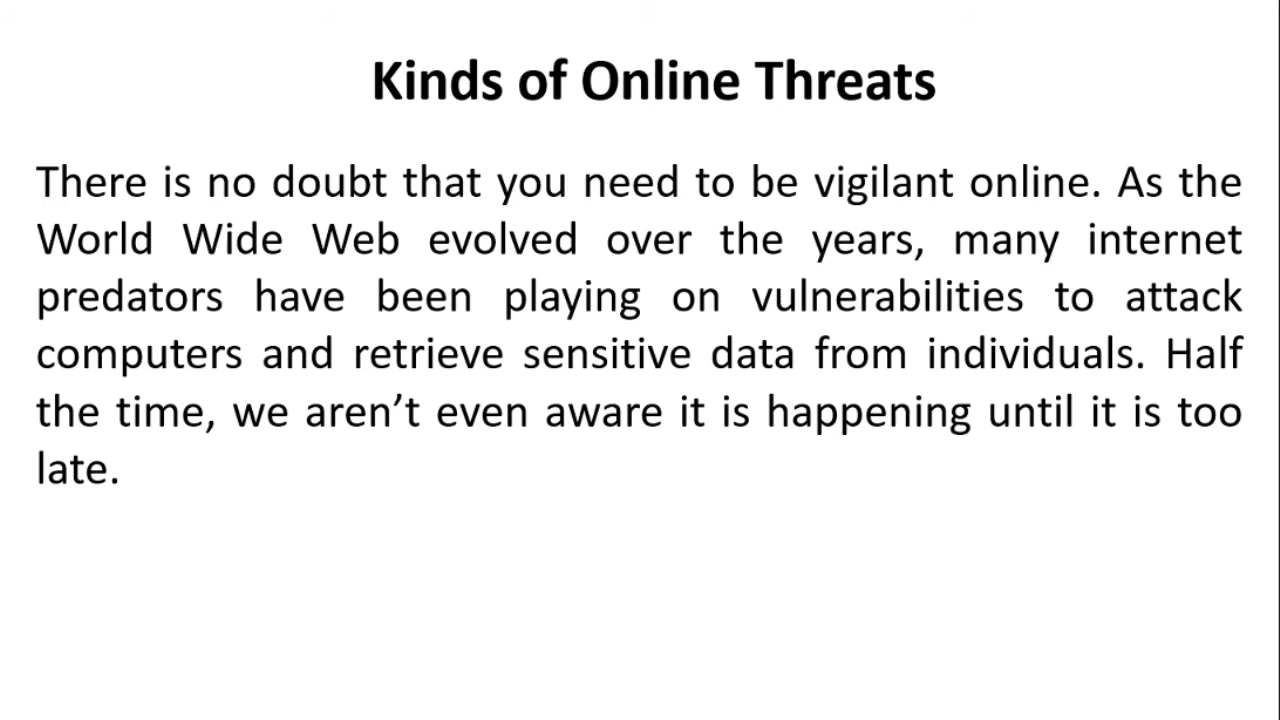 Kinds of Online Threats
There is no doubt that you need to be vigilant online. As the
World Wide Web evolved over the years, many internet
predators have been playing on vulnerabilities to attack
computers and retrieve sensitive data from individuals. Half
the time, we aren’t even aware it is happening until it is too
late.